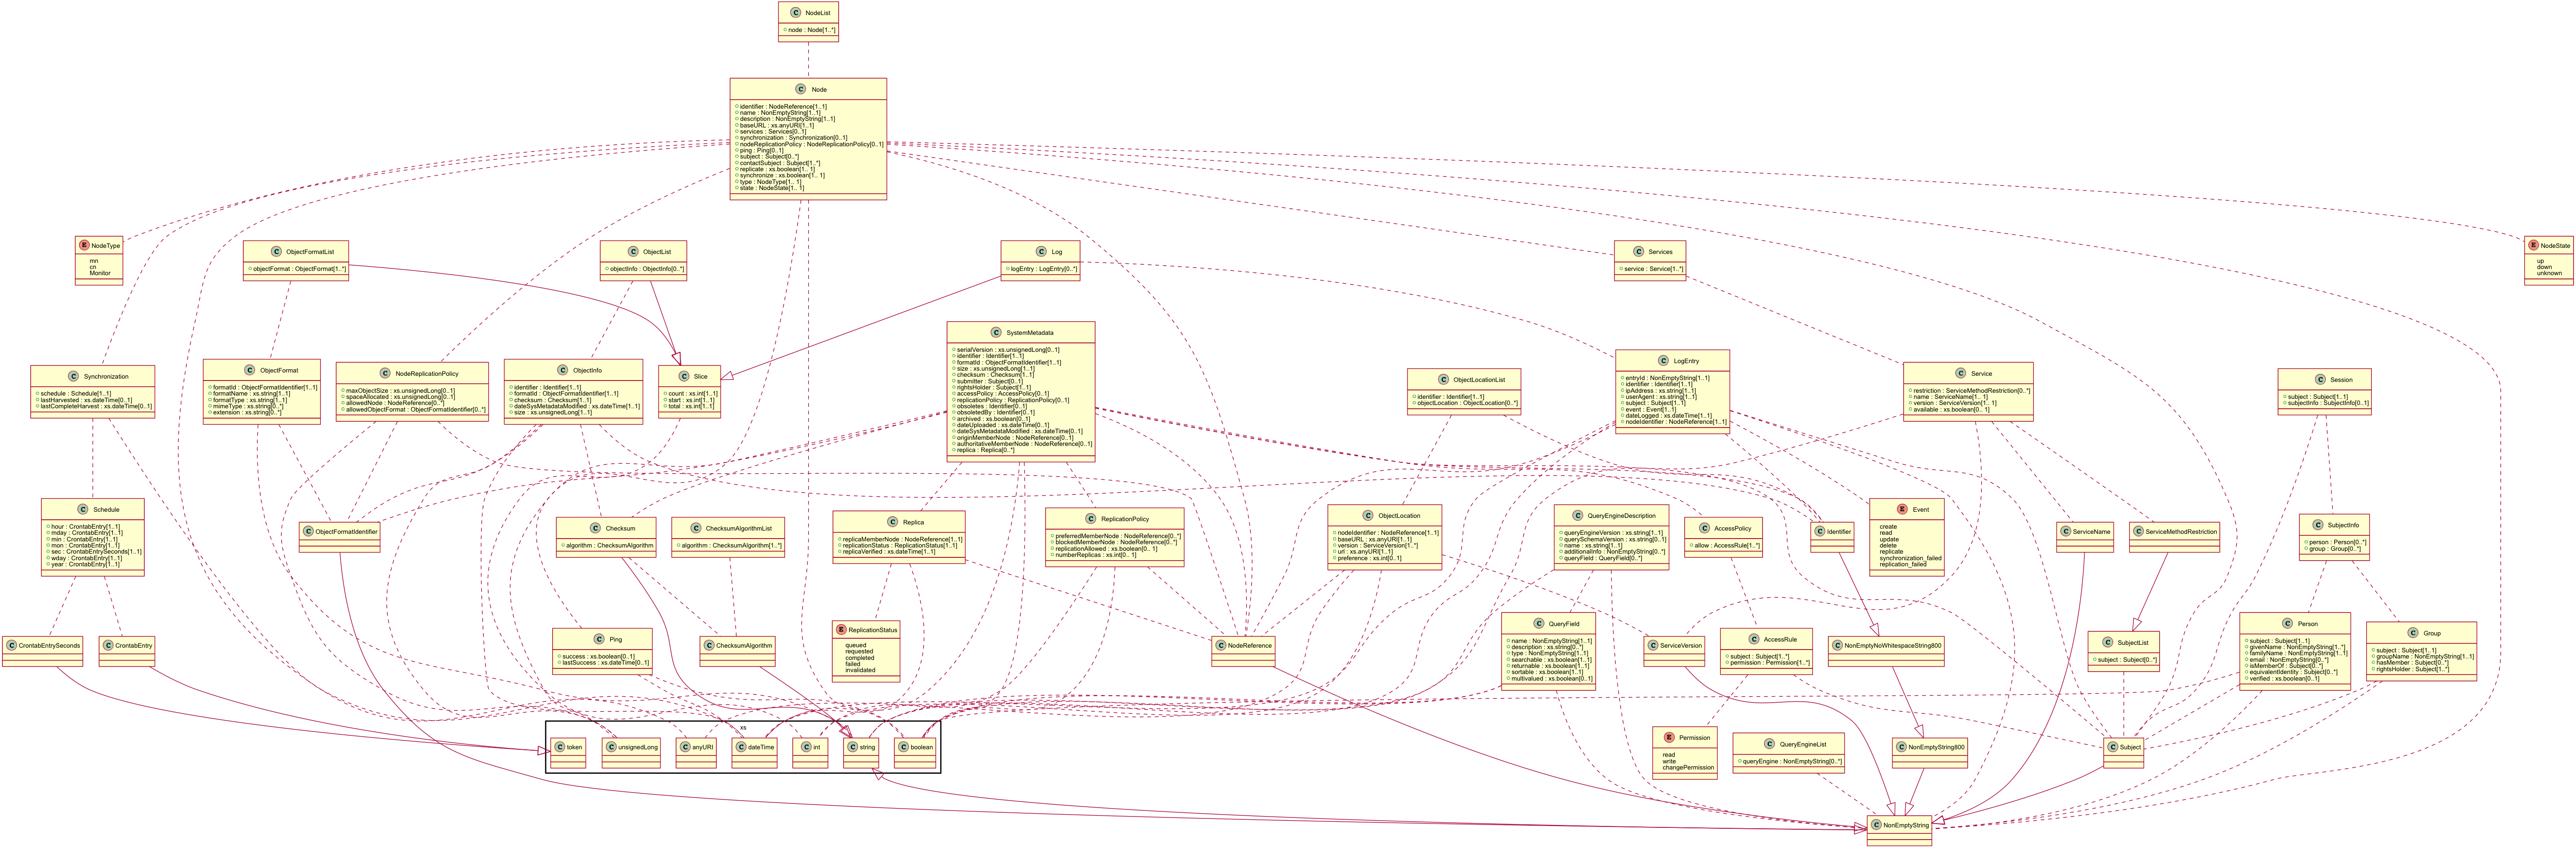 NodeList
node : Node[1..*]
Node
identifier : NodeReference[1..1]
name : NonEmptyString[1..1]
description : NonEmptyString[1..1]
baseURL : xs.anyURI[1..1]
services : Services[0..1]
synchronization : Synchronization[0..1]
nodeReplicationPolicy : NodeReplicationPolicy[0..1]
ping : Ping[0..1]
subject : Subject[0..*]
contactSubject : Subject[1..*]
replicate : xs.boolean[1.. 1]
synchronize : xs.boolean[1.. 1]
type : NodeType[1.. 1]
state : NodeState[1.. 1]
NodeType
mn
cn
Monitor
ObjectFormatList
objectFormat : ObjectFormat[1..*]
ObjectList
objectInfo : ObjectInfo[0..*]
Log
logEntry : LogEntry[0..*]
Services
service : Service[1..*]
NodeState
up
down
unknown
Synchronization
schedule : Schedule[1..1]
lastHarvested : xs.dateTime[0..1]
lastCompleteHarvest : xs.dateTime[0..1]
ObjectFormat
formatId : ObjectFormatIdentifier[1..1]
formatName : xs.string[1..1]
formatType : xs.string[1..1]
mimeType : xs.string[0..*]
extension : xs.string[0..*]
NodeReplicationPolicy
maxObjectSize : xs.unsignedLong[0..1]
spaceAllocated : xs.unsignedLong[0..1]
allowedNode : NodeReference[0..*]
allowedObjectFormat : ObjectFormatIdentifier[0..*]
ObjectInfo
identifier : Identifier[1..1]
formatId : ObjectFormatIdentifier[1..1]
checksum : Checksum[1..1]
dateSysMetadataModified : xs.dateTime[1..1]
size : xs.unsignedLong[1..1]
Slice
count : xs.int[1..1]
start : xs.int[1..1]
total : xs.int[1..1]
SystemMetadata
serialVersion : xs.unsignedLong[0..1]
identifier : Identifier[1..1]
formatId : ObjectFormatIdentifier[1..1]
size : xs.unsignedLong[1..1]
checksum : Checksum[1..1]
submitter : Subject[0..1]
rightsHolder : Subject[1..1]
accessPolicy : AccessPolicy[0..1]
replicationPolicy : ReplicationPolicy[0..1]
obsoletes : Identifier[0..1]
obsoletedBy : Identifier[0..1]
archived : xs.boolean[0..1]
dateUploaded : xs.dateTime[0..1]
dateSysMetadataModified : xs.dateTime[0..1]
originMemberNode : NodeReference[0..1]
authoritativeMemberNode : NodeReference[0..1]
replica : Replica[0..*]
ObjectLocationList
identifier : Identifier[1..1]
objectLocation : ObjectLocation[0..*]
LogEntry
entryId : NonEmptyString[1..1]
identifier : Identifier[1..1]
ipAddress : xs.string[1..1]
userAgent : xs.string[1..1]
subject : Subject[1..1]
event : Event[1..1]
dateLogged : xs.dateTime[1..1]
nodeIdentifier : NodeReference[1..1]
Service
restriction : ServiceMethodRestriction[0..*]
name : ServiceName[1..1]
version : ServiceVersion[1..1]
available : xs.boolean[0.. 1]
Session
subject : Subject[1..1]
subjectInfo : SubjectInfo[0..1]
Schedule
hour : CrontabEntry[1..1]
mday : CrontabEntry[1..1]
min : CrontabEntry[1..1]
mon : CrontabEntry[1..1]
sec : CrontabEntrySeconds[1..1]
wday : CrontabEntry[1..1]
year : CrontabEntry[1..1]
ObjectFormatIdentifier
Checksum
algorithm : ChecksumAlgorithm
ChecksumAlgorithmList
algorithm : ChecksumAlgorithm[1..*]
Replica
replicaMemberNode : NodeReference[1..1]
replicationStatus : ReplicationStatus[1..1]
replicaVerified : xs.dateTime[1..1]
ReplicationPolicy
preferredMemberNode : NodeReference[0..*]
blockedMemberNode : NodeReference[0..*]
replicationAllowed : xs.boolean[0.. 1]
numberReplicas : xs.int[0.. 1]
ObjectLocation
nodeIdentifier : NodeReference[1..1]
baseURL : xs.anyURI[1..1]
version : ServiceVersion[1..*]
url : xs.anyURI[1..1]
preference : xs.int[0..1]
QueryEngineDescription
queryEngineVersion : xs.string[1..1]
querySchemaVersion : xs.string[0..1]
name : xs.string[1..1]
additionalInfo : NonEmptyString[0..*]
queryField : QueryField[0..*]
AccessPolicy
allow : AccessRule[1..*]
Identifier
Event
create
read
update
delete
replicate
synchronization_failed
replication_failed
ServiceName
ServiceMethodRestriction
SubjectInfo
person : Person[0..*]
group : Group[0..*]
CrontabEntrySeconds
CrontabEntry
Ping
success : xs.boolean[0..1]
lastSuccess : xs.dateTime[0..1]
ChecksumAlgorithm
ReplicationStatus
queued
requested
completed
failed
invalidated
NodeReference
QueryField
name : NonEmptyString[1..1]
description : xs.string[0..*]
type : NonEmptyString[1..1]
searchable : xs.boolean[1..1]
returnable : xs.boolean[1..1]
sortable : xs.boolean[1..1]
multivalued : xs.boolean[0..1]
ServiceVersion
AccessRule
subject : Subject[1..*]
permission : Permission[1..*]
NonEmptyNoWhitespaceString800
SubjectList
subject : Subject[0..*]
Person
subject : Subject[1..1]
givenName : NonEmptyString[1..*]
familyName : NonEmptyString[1..1]
email : NonEmptyString[0..*]
isMemberOf : Subject[0..*]
equivalentIdentity : Subject[0..*]
verified : xs.boolean[0..1]
Group
subject : Subject[1..1]
groupName : NonEmptyString[1..1]
hasMember : Subject[0..*]
rightsHolder : Subject[1..*]
xs
token
unsignedLong
anyURI
dateTime
int
string
boolean
Permission
read
write
changePermission
QueryEngineList
queryEngine : NonEmptyString[0..*]
NonEmptyString800
Subject
NonEmptyString